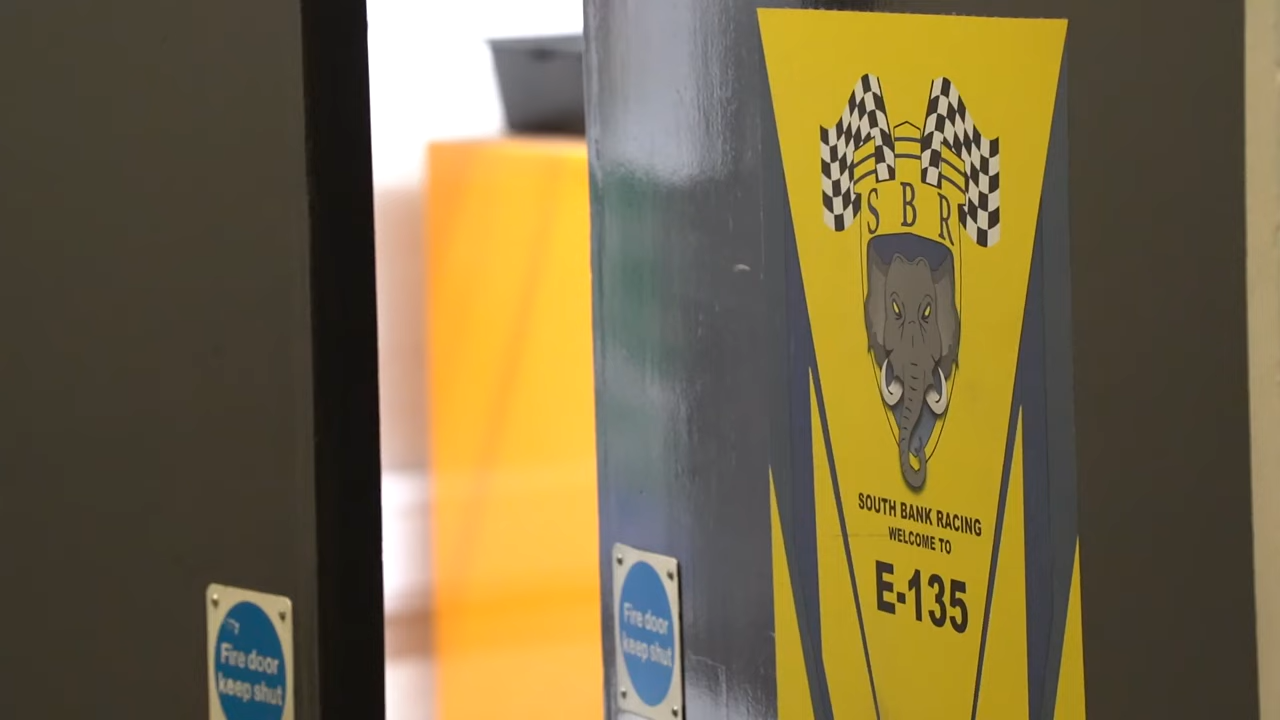 SBR
SOUTH BANK RACING
WELCOME TO
E-135
Fire door
keep shut
Fire door
keep shut